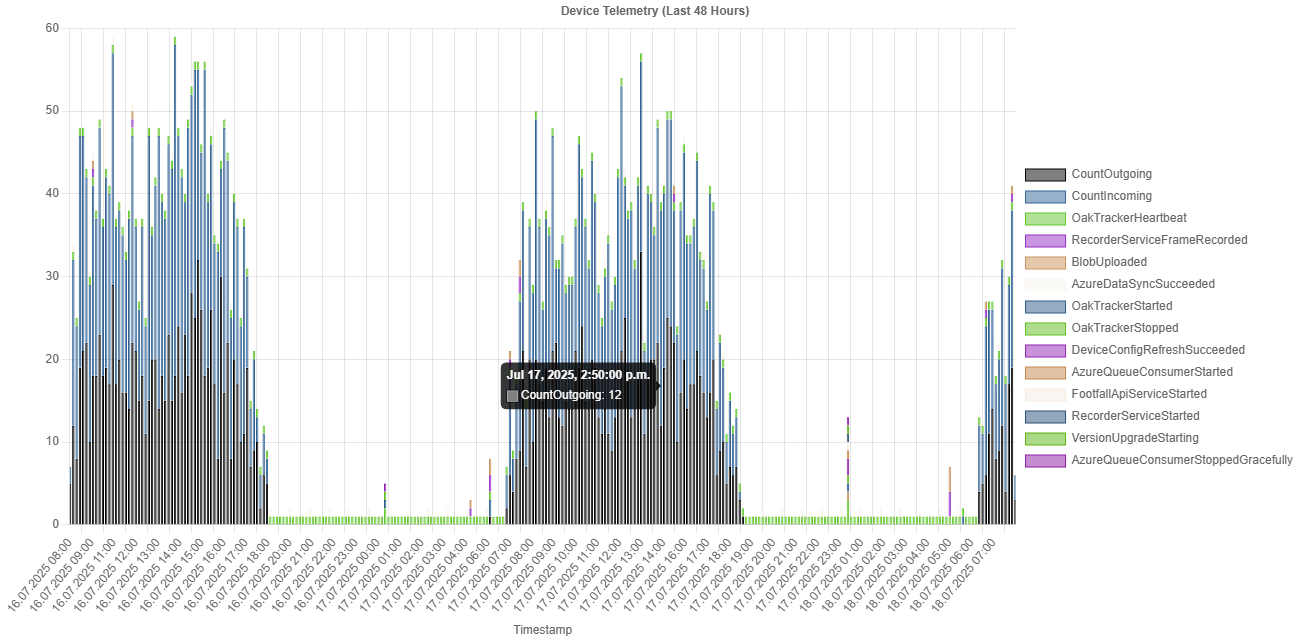 Device Telemetry (Last 48 Hours)
60
50
40
30
20
10
0
Jul 17, 2025, 2:50:00 p.m.
CountOutgoing: 12
16.07.2025 08:00
16.07.2025 09:00
16.07.2025 11:00
16.07.2025 12:00
16.07.2025 13:00
16.07.2025 14:00
16.07.2025 15:00
16.07.2025 16:00
16.07.2025 17:00
16.07.2025 18:00
16.07.2025 20:00
16.07.2025 21:00
16.07.2025 22:00
16.07.2025 23:00
17.07.2025 00:00
17.07.2025 01:00
17.07.2025 02:00
17.07.2025 03:00
17.07.2025 04:00
17.07.2025 06:00
17.07.2025 07:00
17.07.2025 08:00
17.07.2025 09:00
17.07.2025 10:00
17.07.2025 11:00
17.07.2025 12:00
17.07.2025 13:00
17.07.2025 14:00
17.07.2025 16:00
17.07.2025 17:00
17.07.2025 18:00
17.07.2025 19:00
17.07.2025 20:00
17.07.2025 21:00
17.07.2025 22:00
17.07.2025 23:00
18.07.2025 01:00
18.07.2025 02:00
18.07.2025 03:00
18.07.2025 04:00
18.07.2025 05:00
18.07.2025 06:00
18.07.2025 07:00
Timestamp
CountOutgoing
CountIncoming
OakTrackerHeartbeat
RecorderServiceFrameRecorded
BlobUploaded
AzureDataSyncSucceeded
OakTrackerStarted
OakTrackerStopped
DeviceConfigRefreshSucceeded
AzureQueueConsumerStarted
FootfallApiServiceStarted
RecorderServiceStarted
VersionUpgradeStarting
AzureQueueConsumerStoppedGracefully